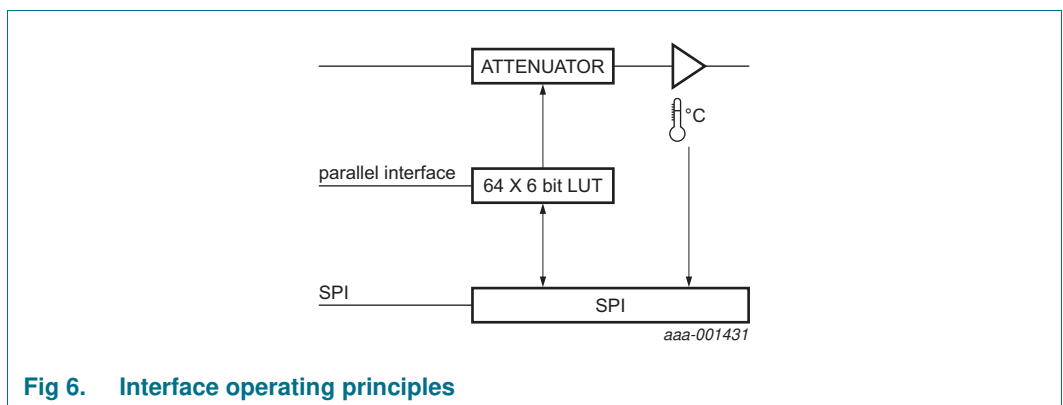 ATTENUATOR
°C
parallel interface
64 X 6 bit LUT
SPI
SPI
aaa-001431
Fig 6. Interface operating principles